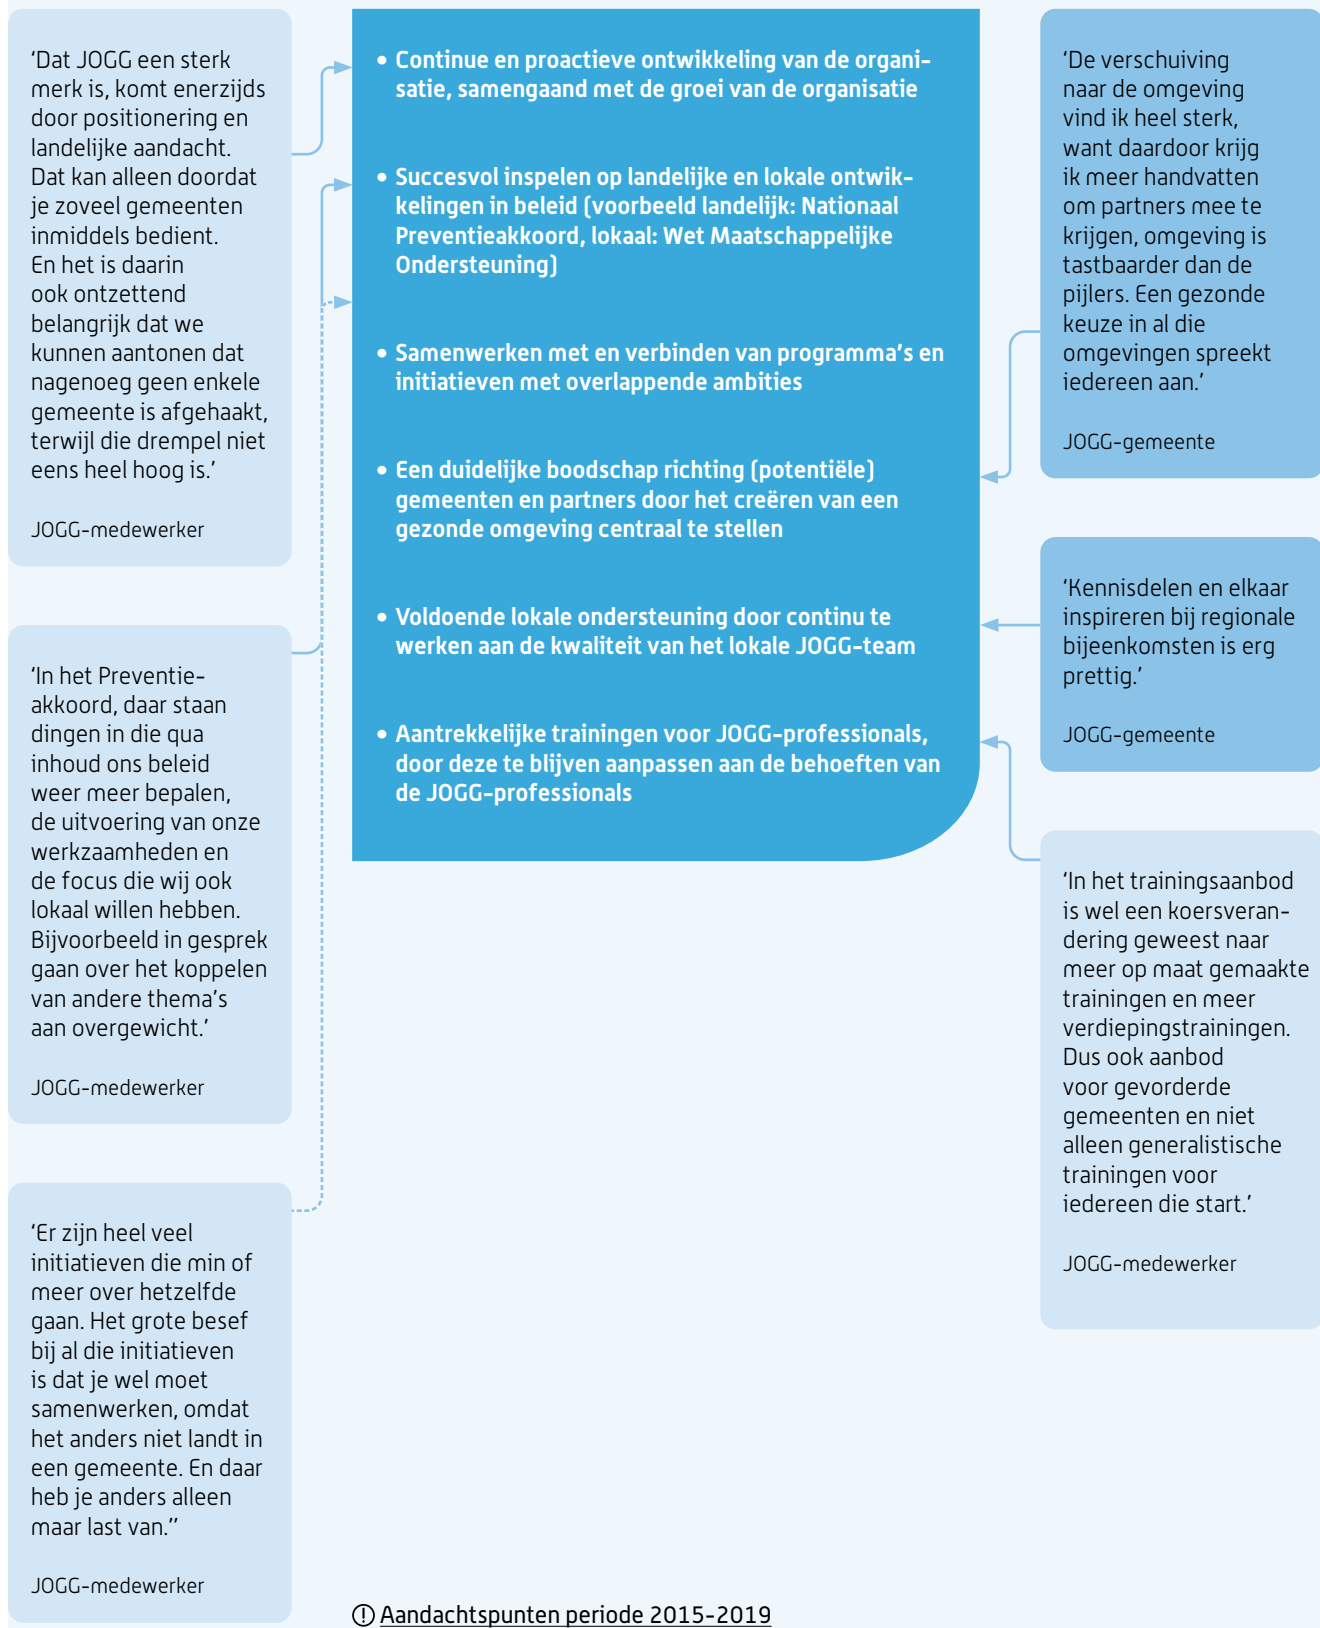 ‘Dat JOGG een sterk
merk is, komt enerzijds
door positionering en
landelijke aandacht.
Dat kan alleen doordat
je zoveel gemeenten
inmiddels bedient.
En het is daarin
ook ontzettend
belangrijk dat we
kunnen aantonen dat
nagenoeg geen enkele
gemeente is afgehaakt,
terwijl die drempel niet
eens heel hoog is.’
JOGG-medewerker
‘In het Preventie-
akkoord, daar staan
dingen in die qua
inhoud ons beleid
weer meer bepalen,
de uitvoering van onze
werkzaamheden en
de focus die wij ook
lokaal willen hebben.
Bijvoorbeeld in gesprek
gaan over het koppelen
van andere thema’s
aan overgewicht.’
JOGG-medewerker
‘Er zijn heel veel
initiatieven die min of
meer over hetzelfde
gaan. Het grote besef
bij al die initiatieven
is dat je wel moet
samenwerken, omdat
het anders niet landt in
een gemeente. En daar
heb je anders alleen
maar last van.’’
JOGG-medewerker
• Continue en proactieve ontwikkeling van de organi-
satie, samengaand met de groei van de organisatie
• Succesvol inspelen op landelijke en lokale ontwik-
kelingen in beleid (voorbeeld landelijk: Nationaal
Preventieakkoord, lokaal: Wet Maatschappelijke
Ondersteuning)
• Samenwerken met en verbinden van programma’s en
initiatieven met overlappende ambities
• Een duidelijke boodschap richting (potentiële)
gemeenten en partners door het creëren van een
gezonde omgeving centraal te stellen
• Voldoende lokale ondersteuning door continu te
werken aan de kwaliteit van het lokale JOGG-team
• Aantrekkelijke trainingen voor JOGG-professionals,
door deze te blijven aanpassen aan de behoeften van
de JOGG-professionals
‘De verschuiving
naar de omgeving
vind ik heel sterk,
want daardoor krijg
ik meer handvatten
om partners mee te
krijgen, omgeving is
tastbaarder dan de
pijlers. Een gezonde
keuze in al die
omgevingen spreekt
iedereen aan.’
JOGG-gemeente
‘Kennisdelen en elkaar
inspireren bij regionale
bijeenkomsten is erg
prettig.’
JOGG-gemeente
‘In het trainingsaanbod
is wel een koersveran-
dering geweest naar
meer op maat gemaakte
trainingen en meer
verdiepingstrainingen.
Dus ook aanbod
voor gevorderde
gemeenten en niet
alleen generalistische
trainingen voor
iedereen die start.’
JOGG-medewerker
! Aandachtspunten periode 2015-2019